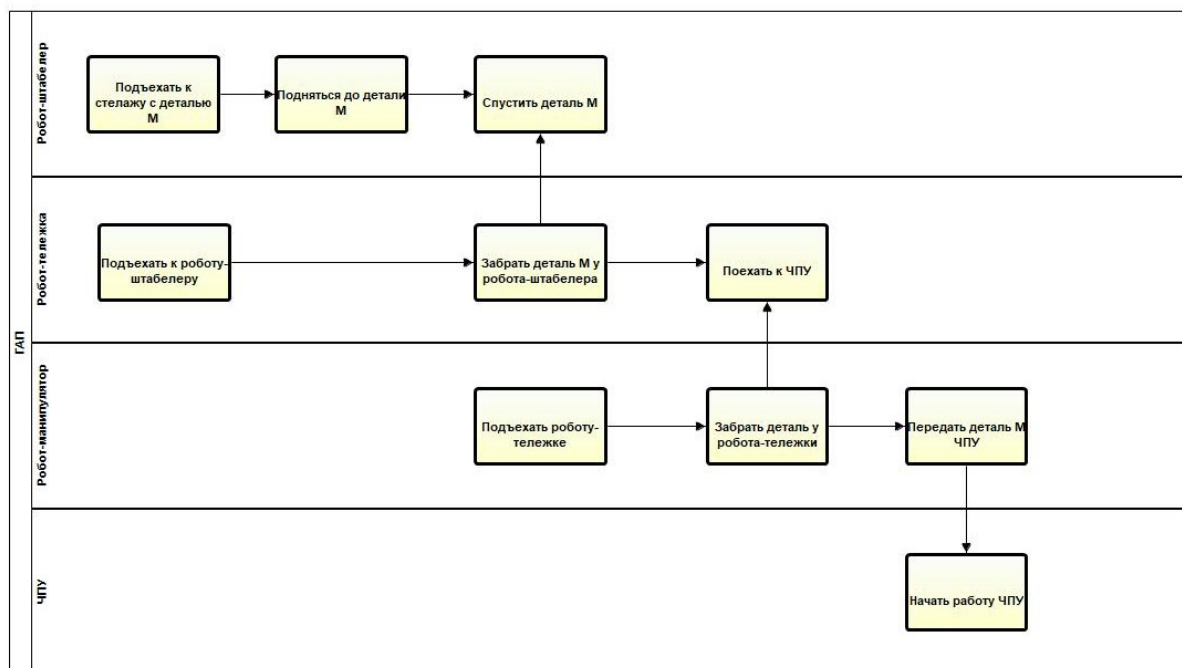 ГАП
Робот-штабелер
Подъехать к
стелажу с деталью
М
Подняться до детали
М
Спустить деталь М
Робот-тележка
Подъехать к роботу-
штабелеру
Забрать деталь М у
робота-штабелера
Поехать к ЧПУ
Робот-манипулятор
Подъехать роботу-
тележке
Забрать деталь у
робота-тележки
Передать деталь М
ЧПУ
ЧПУ
Начать работу ЧПУ